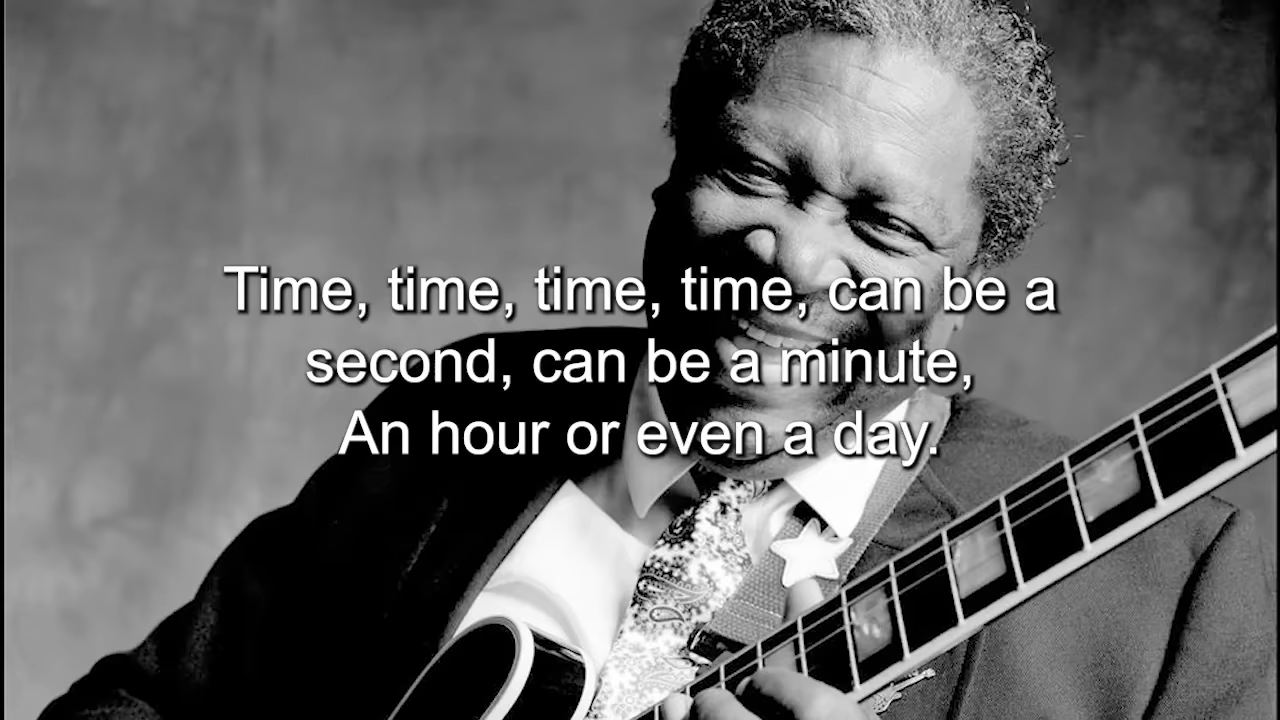 Time, time, time, time, can be a
second, can be a minute,
An hour or even a day.